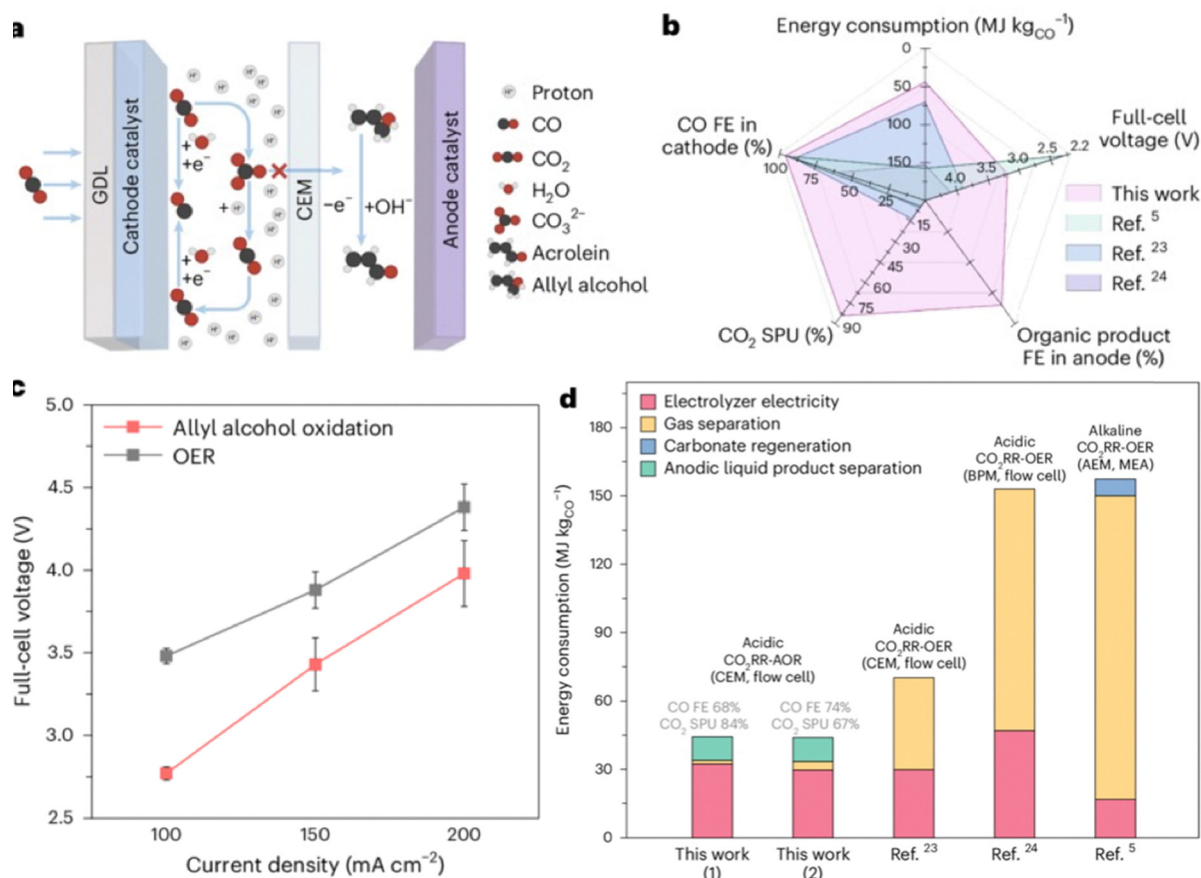 a
GDL
Cathode catalyst
CEM
Anode catalyst
H⁺
+
+e⁻
+
+
+e⁻
−e⁻
+OH⁻
Proton
CO
CO₂
H₂O
CO₃²⁻
Acrolein
Allyl alcohol
b
Energy consumption (MJ kg_CO⁻¹)
0
50
100
150
Full-cell
voltage (V)
2.2
2.5
3.0
3.5
4.0
CO FE in
cathode (%)
100
75
50
25
15
30
45
60
75
90
CO₂ SPU (%)
Organic product
FE in anode (%)
This work
Ref. ⁵
Ref. ²³
Ref. ²⁴
c
Full-cell voltage (V)
5.0
4.5
4.0
3.5
3.0
2.5
Allyl alcohol oxidation
OER
100
150
200
Current density (mA cm⁻²)
d
Energy consumption (MJ kg_CO⁻¹)
180
150
120
90
60
30
0
Electrolyzer electricity
Gas separation
Carbonate regeneration
Anodic liquid product separation
Acidic
CO₂RR-AOR
(CEM, flow cell)
CO FE 68%
CO₂ SPU 84%
CO FE 74%
CO₂ SPU 67%
Acidic
CO₂RR-OER
(CEM, flow cell)
Acidic
CO₂RR-OER
(BPM, flow cell)
Alkaline
CO₂RR-OER
(AEM, MEA)
This work
(1)
This work
(2)
Ref. ²³
Ref. ²⁴
Ref. ⁵